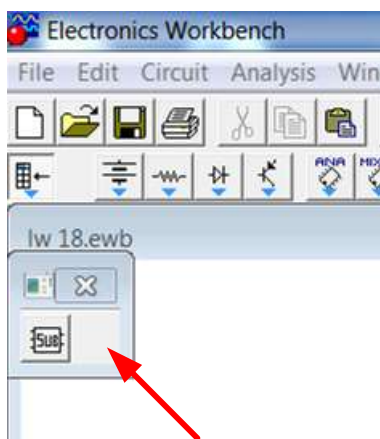 Electronics Workbench
File Edit Circuit Analysis Win
ANA MIX
lw 18.ewb
SUB